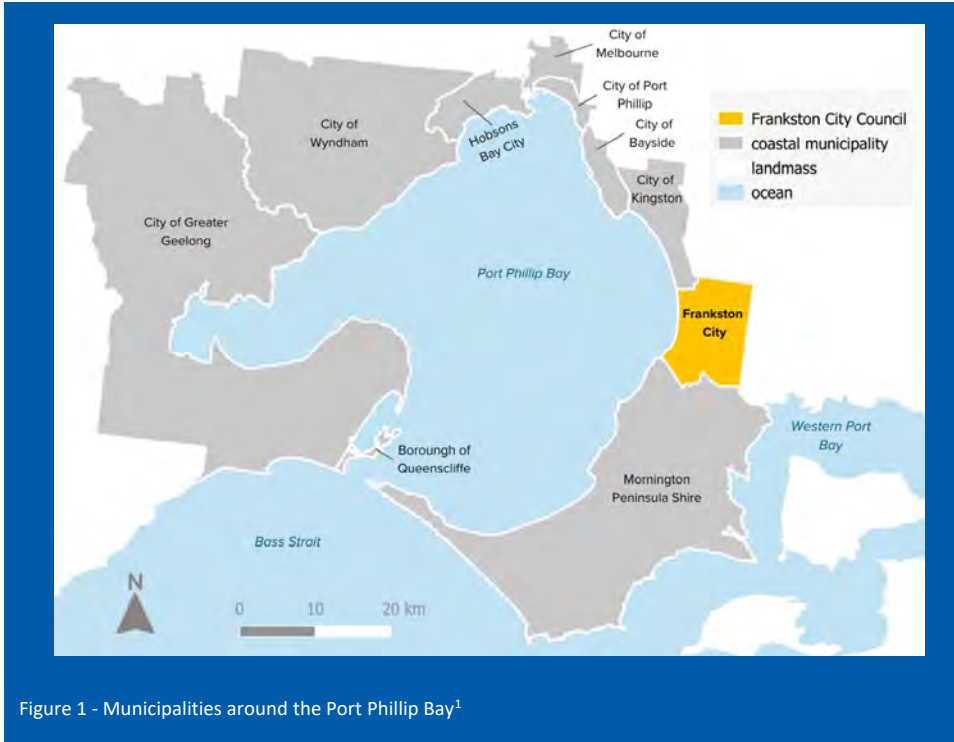 City of
Melbourne
City of Port
Phillip
City of
Bayside
City of
Wyndham
Hobsons
Bay City
City of
Kingston
City of Greater
Geelong
Port Phillip Bay
Frankston
City
Borough of
Queenscliffe
Mornington
Peninsula Shire
Western Port
Bay
Bass Strait
N
0 10 20 km
Frankston City Council
coastal municipality
landmass
ocean
Figure 1 - Municipalities around the Port Phillip Bay1